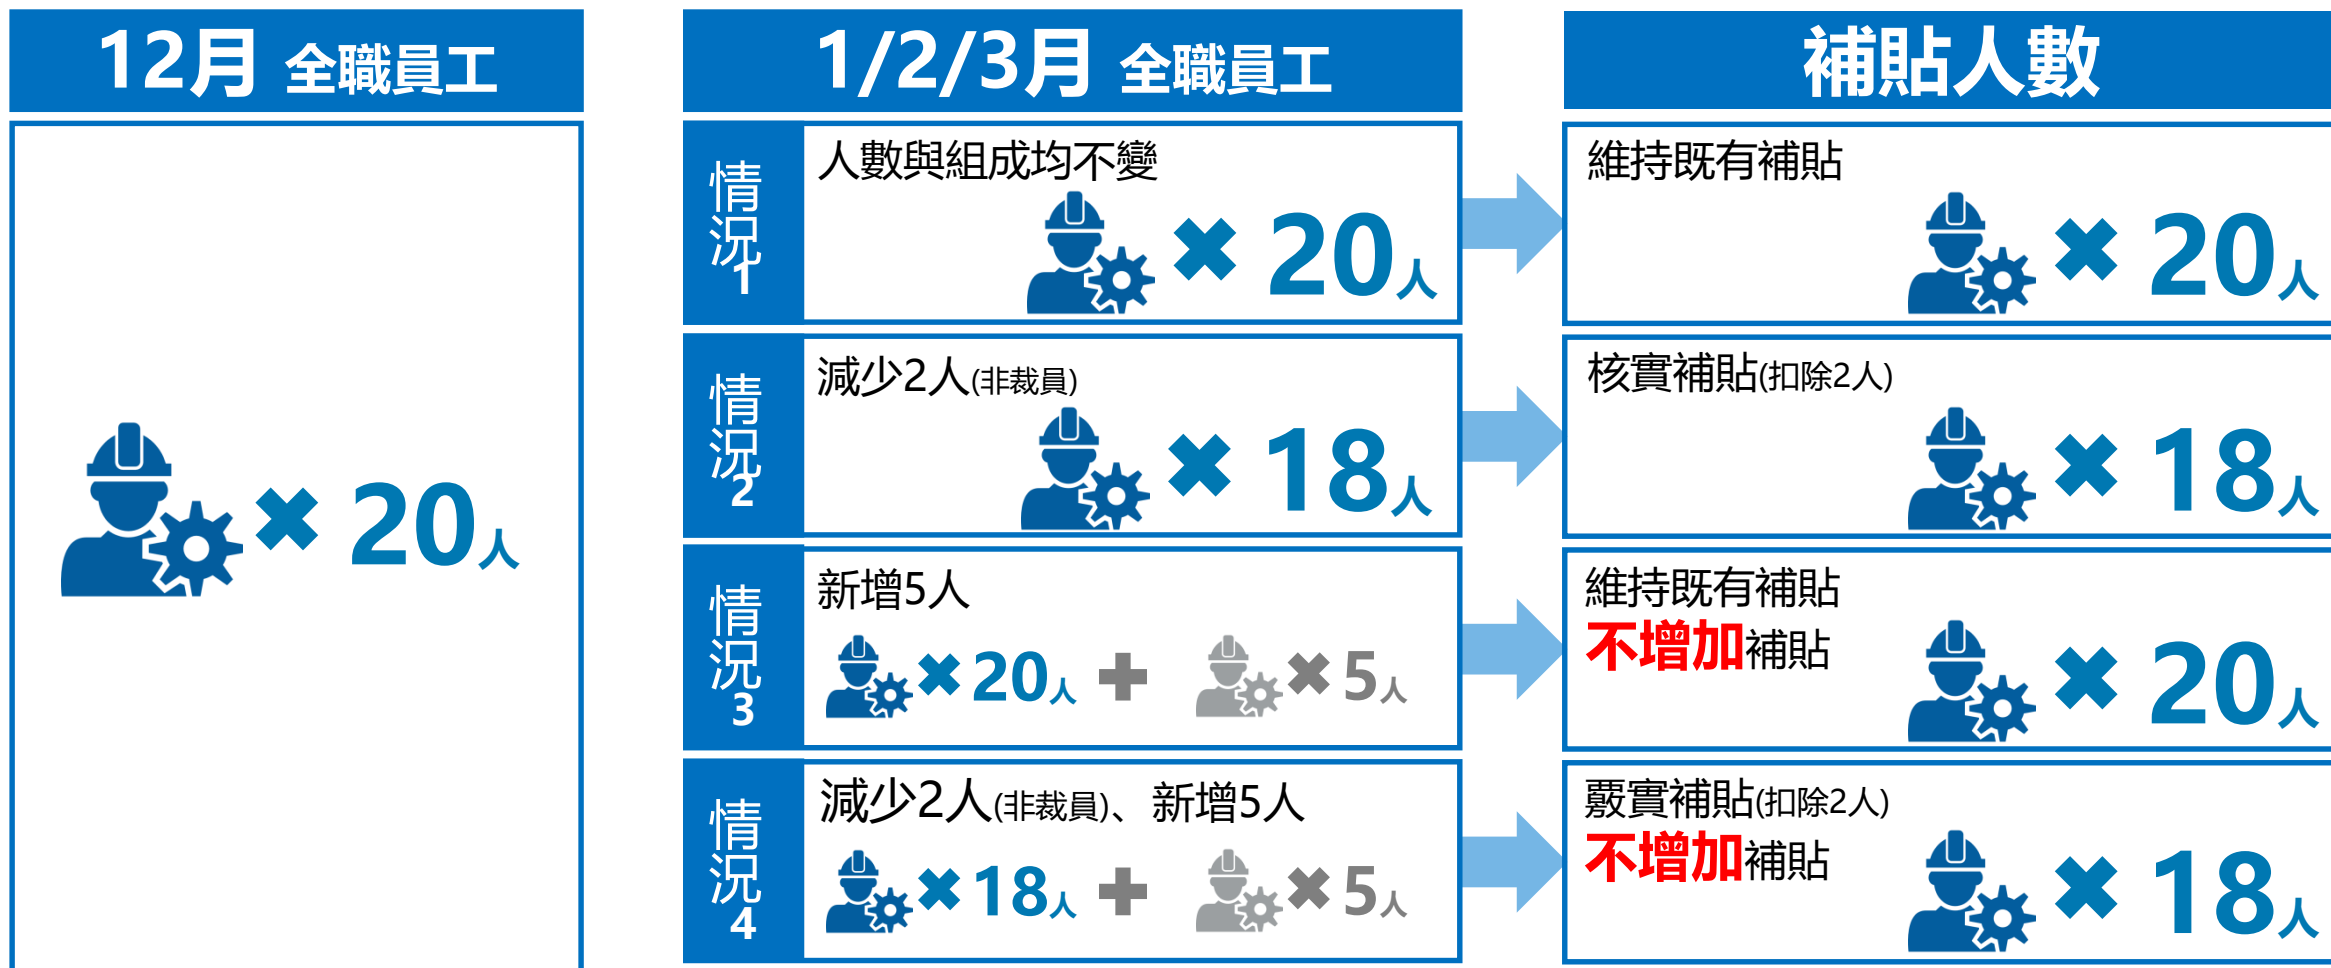 12月 全職員工
× 20人
1/2/3月 全職員工
補貼人數
情況1
人數與組成均不變
× 20人
維持既有補貼
× 20人
情況2
減少2人(非裁員)
× 18人
核實補貼(扣除2人)
× 18人
情況3
新增5人
× 20人 + × 5人
維持既有補貼
不增加補貼
× 20人
情況4
減少2人(非裁員)、新增5人
× 18人 + × 5人
覈實補貼(扣除2人)
不增加補貼
× 18人